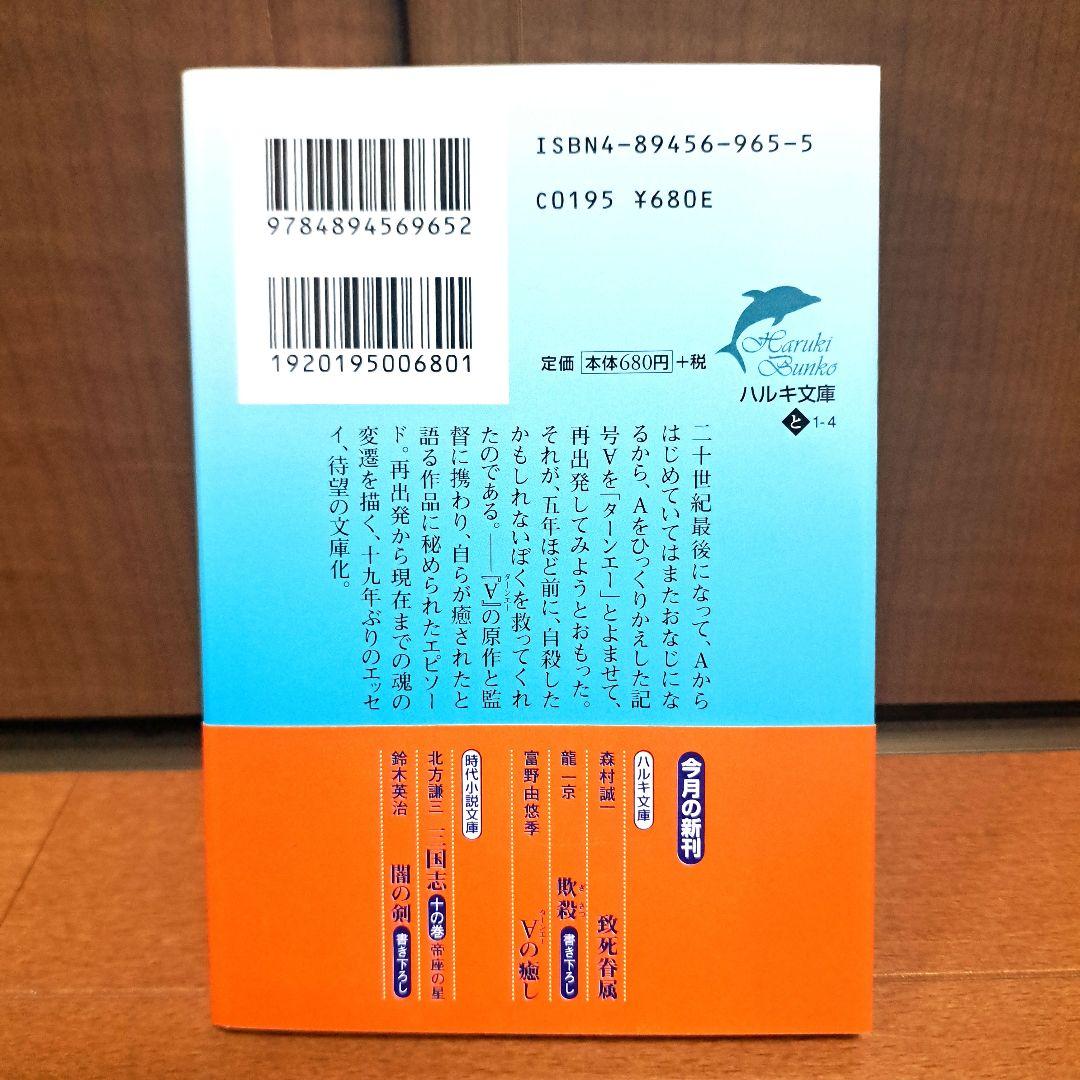 ISBN4-89456-965-5
C0195 ¥680E
9784894569652
1920195006801
Haruki
Bunko
定価 本体680円+税
ハルキ文庫
と 1-4
二十世紀最後になって、Aから
はじめていてはまたおなじにな
るから、Aをひっくりかえした記
号∀を「ターンエー」とよませて、
再出発してみようとおもった。
それが、五年ほど前に、自殺した
かもしれないぼくを救ってくれ
たのである。――『∀』の原作と監
ターンエー
督に携わり、自らが癒されたと
語る作品に秘められたエピソー
ド。再出発から現在までの魂の
変遷を描く、十九年ぶりのエッセ
イ、待望の文庫化。
今月の新刊
ハルキ文庫
森村誠一 致死眷属
龍一京 欺殺 書き下ろし
きさつ
富野由悠季 ∀の癒し
ターンエー
時代小説文庫
北方謙三 三国志 十の巻 帝座の星
鈴木英治 闇の剣 書き下ろし